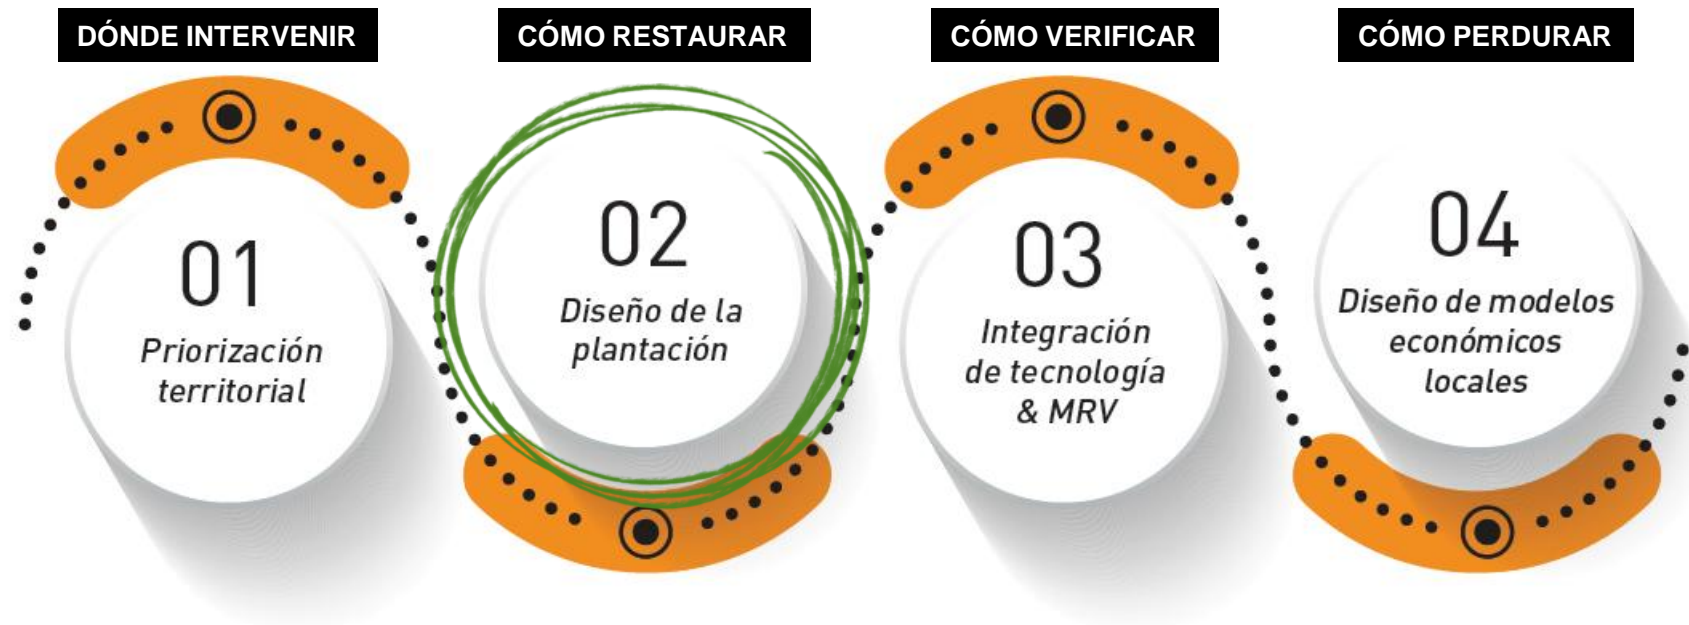 DÓNDE INTERVENIR
CÓMO RESTAURAR
CÓMO VERIFICAR
CÓMO PERDURAR
01
Priorización
territorial
02
Diseño de la
plantación
03
Integración
de tecnología
& MRV
04
Diseño de modelos
económicos
locales